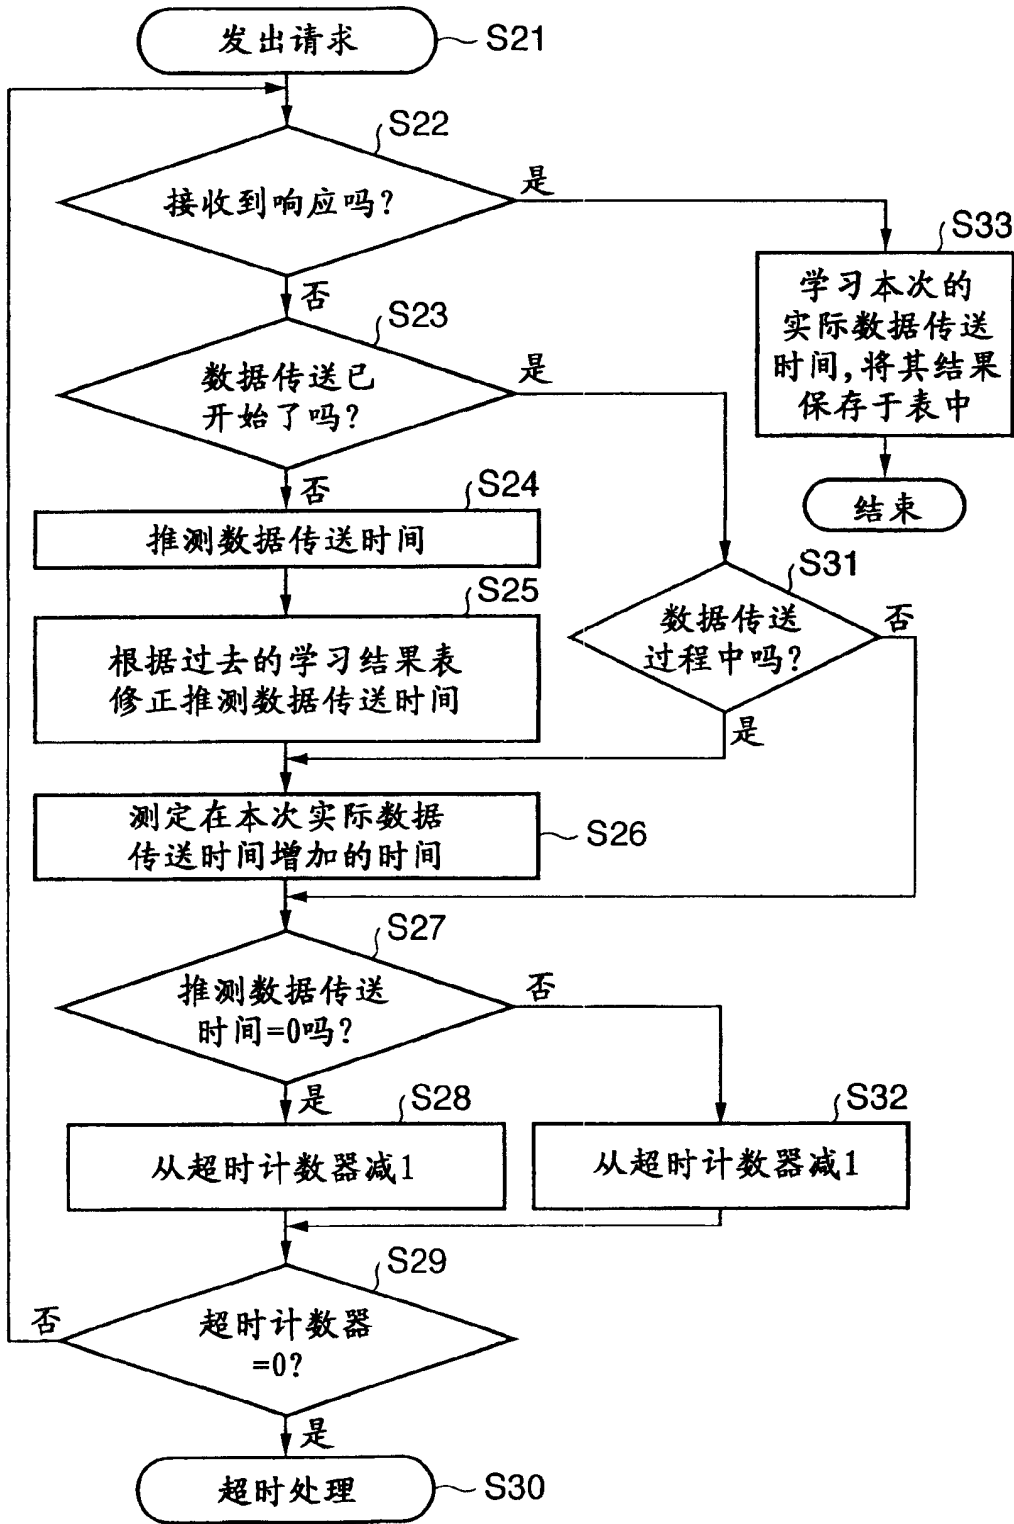 发出请求
S21
S22
接收到响应吗?
是
否
S33
学习本次的
实际数据传送
时间,将其结果
保存于表中
结束
S23
数据传送已
开始了吗?
是
否
S24
推测数据传送时间
S25
根据过去的学习结果表
修正推测数据传送时间
S31
数据传送
过程中吗?
否
是
测定在本次实际数据
传送时间增加的时间
S26
S27
推测数据传送
时间=0吗?
否
是
S28
从超时计数器减1
S32
从超时计数器减1
S29
超时计数器
=0?
否
是
超时处理
S30